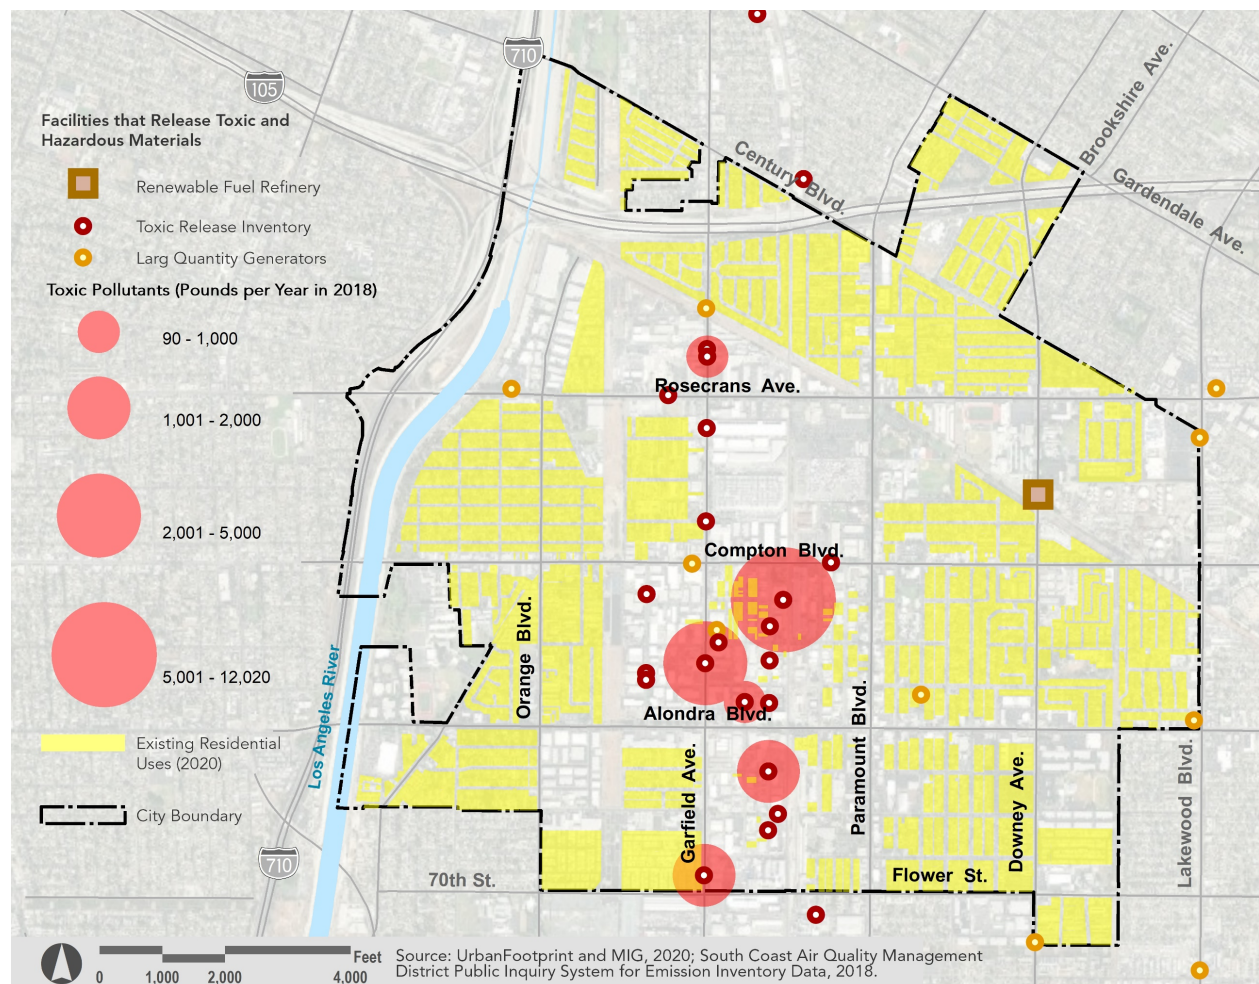 710
105
Facilities that Release Toxic and
Hazardous Materials
Renewable Fuel Refinery
Toxic Release Inventory
Larg Quantity Generators
Toxic Pollutants (Pounds per Year in 2018)
90 - 1,000
1,001 - 2,000
2,001 - 5,000
5,001 - 12,020
Existing Residential
Uses (2020)
City Boundary
Brookshire Ave.
Century Blvd.
Gardendale Ave.
Rosecrans Ave.
Compton Blvd.
Orange Blvd.
Los Angeles River
Alondra Blvd.
Paramount Blvd.
Garfield Ave.
Downey Ave.
Lakewood Blvd.
710
70th St.
Flower St.
Feet
0 1,000 2,000 4,000
Source: UrbanFootprint and MIG, 2020; South Coast Air Quality Management
District Public Inquiry System for Emission Inventory Data, 2018.